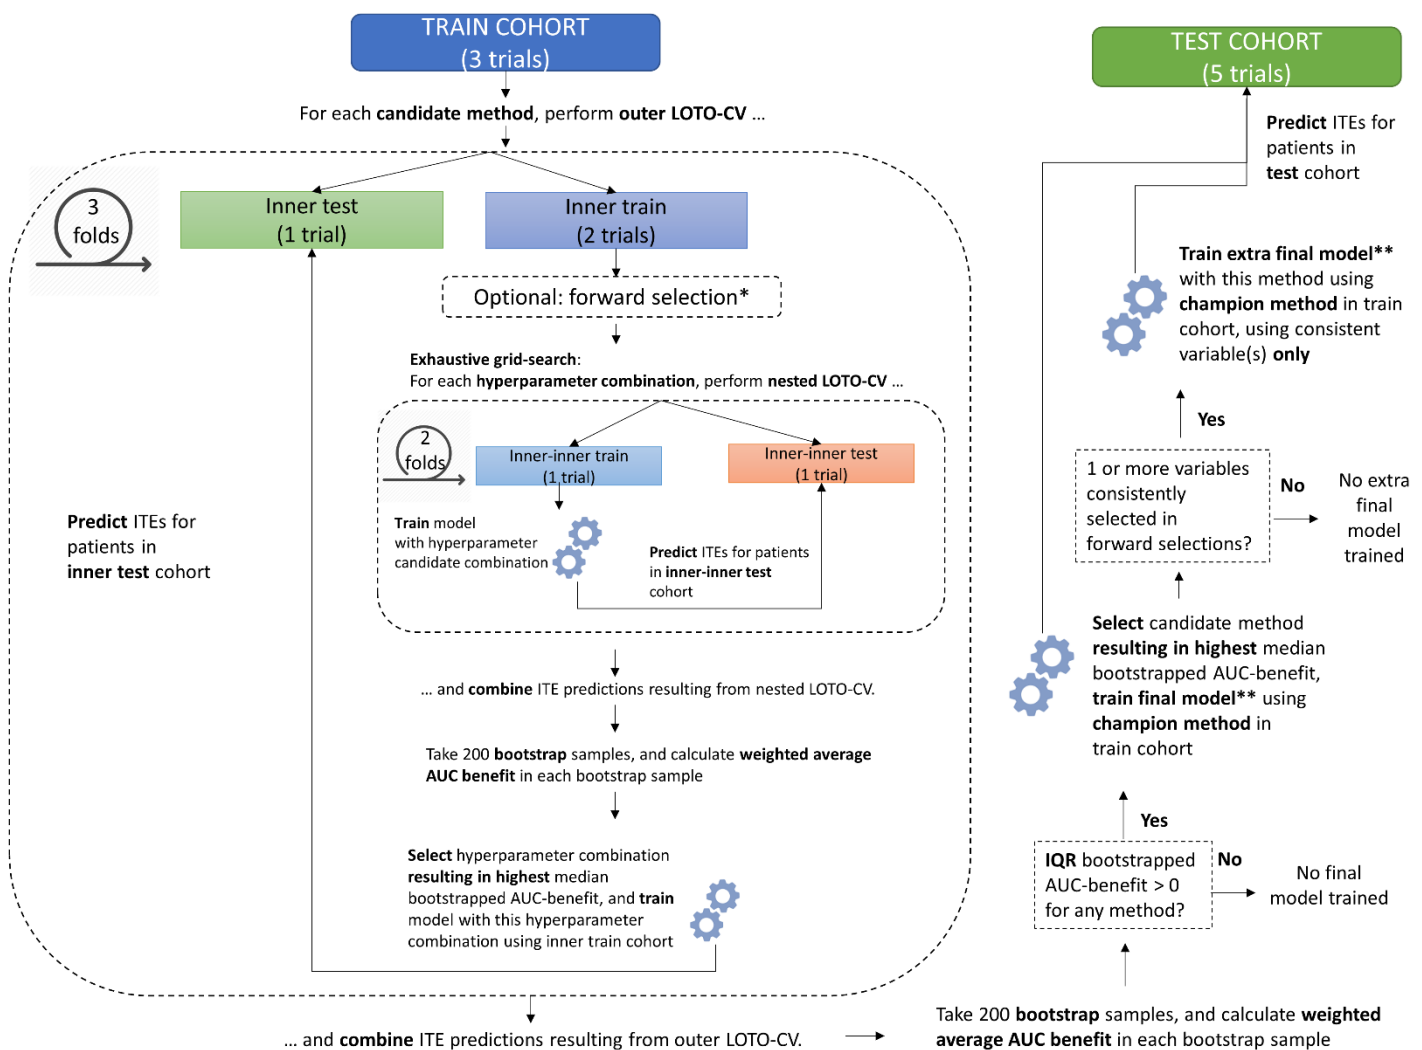 TRAIN COHORT
(3 trials)
For each candidate method, perform outer LOTO-CV ...
3
folds
Inner test
(1 trial)
Inner train
(2 trials)
Optional: forward selection*
Exhaustive grid-search:
For each hyperparameter combination, perform nested LOTO-CV ...
2
folds
Inner-inner train
(1 trial)
Inner-inner test
(1 trial)
Train model
with hyperparameter
candidate combination
Predict ITEs for patients
in inner-inner test
cohort
Predict ITEs for
patients in
inner test cohort
... and combine ITE predictions resulting from nested LOTO-CV.
Take 200 bootstrap samples, and calculate weighted average
AUC benefit in each bootstrap sample
Select hyperparameter combination
resulting in highest median
bootstrapped AUC-benefit, and train
model with this hyperparameter
combination using inner train cohort
... and combine ITE predictions resulting from outer LOTO-CV.
Take 200 bootstrap samples, and calculate weighted
average AUC benefit in each bootstrap sample
IQR bootstrapped
AUC-benefit > 0
for any method?
No
No final
model trained
Yes
Select candidate method
resulting in highest median
bootstrapped AUC-benefit,
train final model** using
champion method in
train cohort
1 or more variables
consistently
selected in
forward selections?
No
No extra
final
model
trained
Yes
Train extra final model**
with this method using
champion method in train
cohort, using consistent
variable(s) only
Predict ITEs for
patients in
test cohort
TEST COHORT
(5 trials)